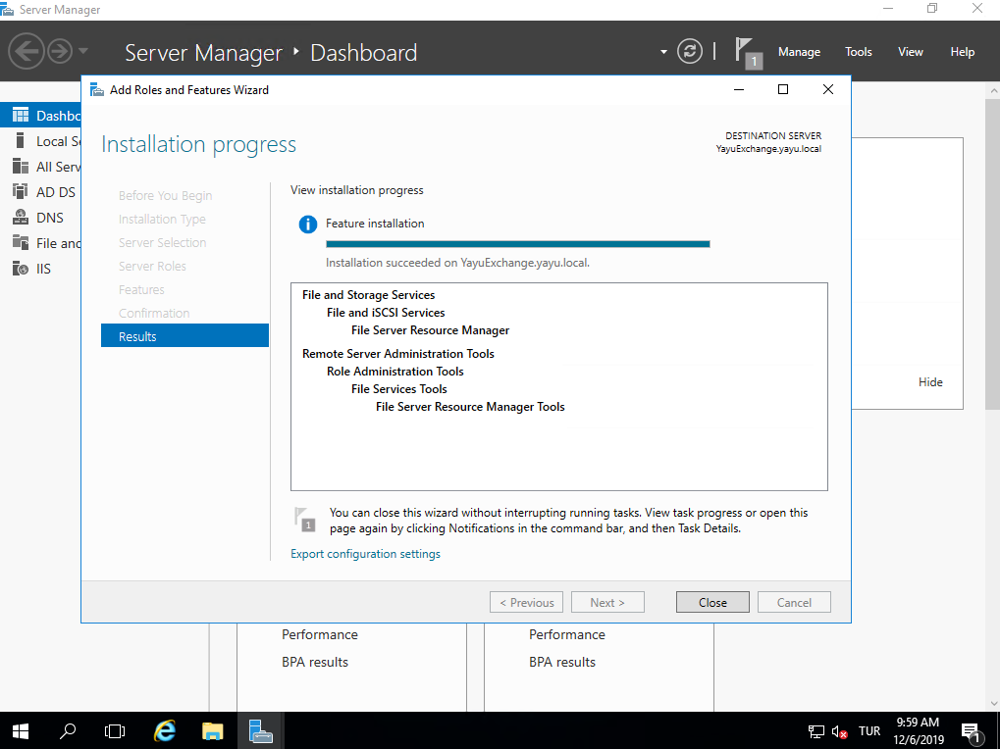 Server Manager
Server Manager
Dashboard
1
Manage
Tools
View
Help
Dashbo
Local Se
All Serv
AD DS
DNS
File and
IIS
Add Roles and Features Wizard
Installation progress
DESTINATION SERVER
YayuExchange.yayu.local
Before You Begin
Installation Type
Server Selection
Server Roles
Features
Confirmation
Results
View installation progress
Feature installation
Installation succeeded on YayuExchange.yayu.local.
File and Storage Services
File and iSCSI Services
File Server Resource Manager
Remote Server Administration Tools
Role Administration Tools
File Services Tools
File Server Resource Manager Tools
1
You can close this wizard without interrupting running tasks. View task progress or open this
page again by clicking Notifications in the command bar, and then Task Details.
Export configuration settings
< Previous
Next >
Close
Cancel
Hide
Performance
BPA results
Performance
BPA results
TUR
9:59 AM
12/6/2019
1